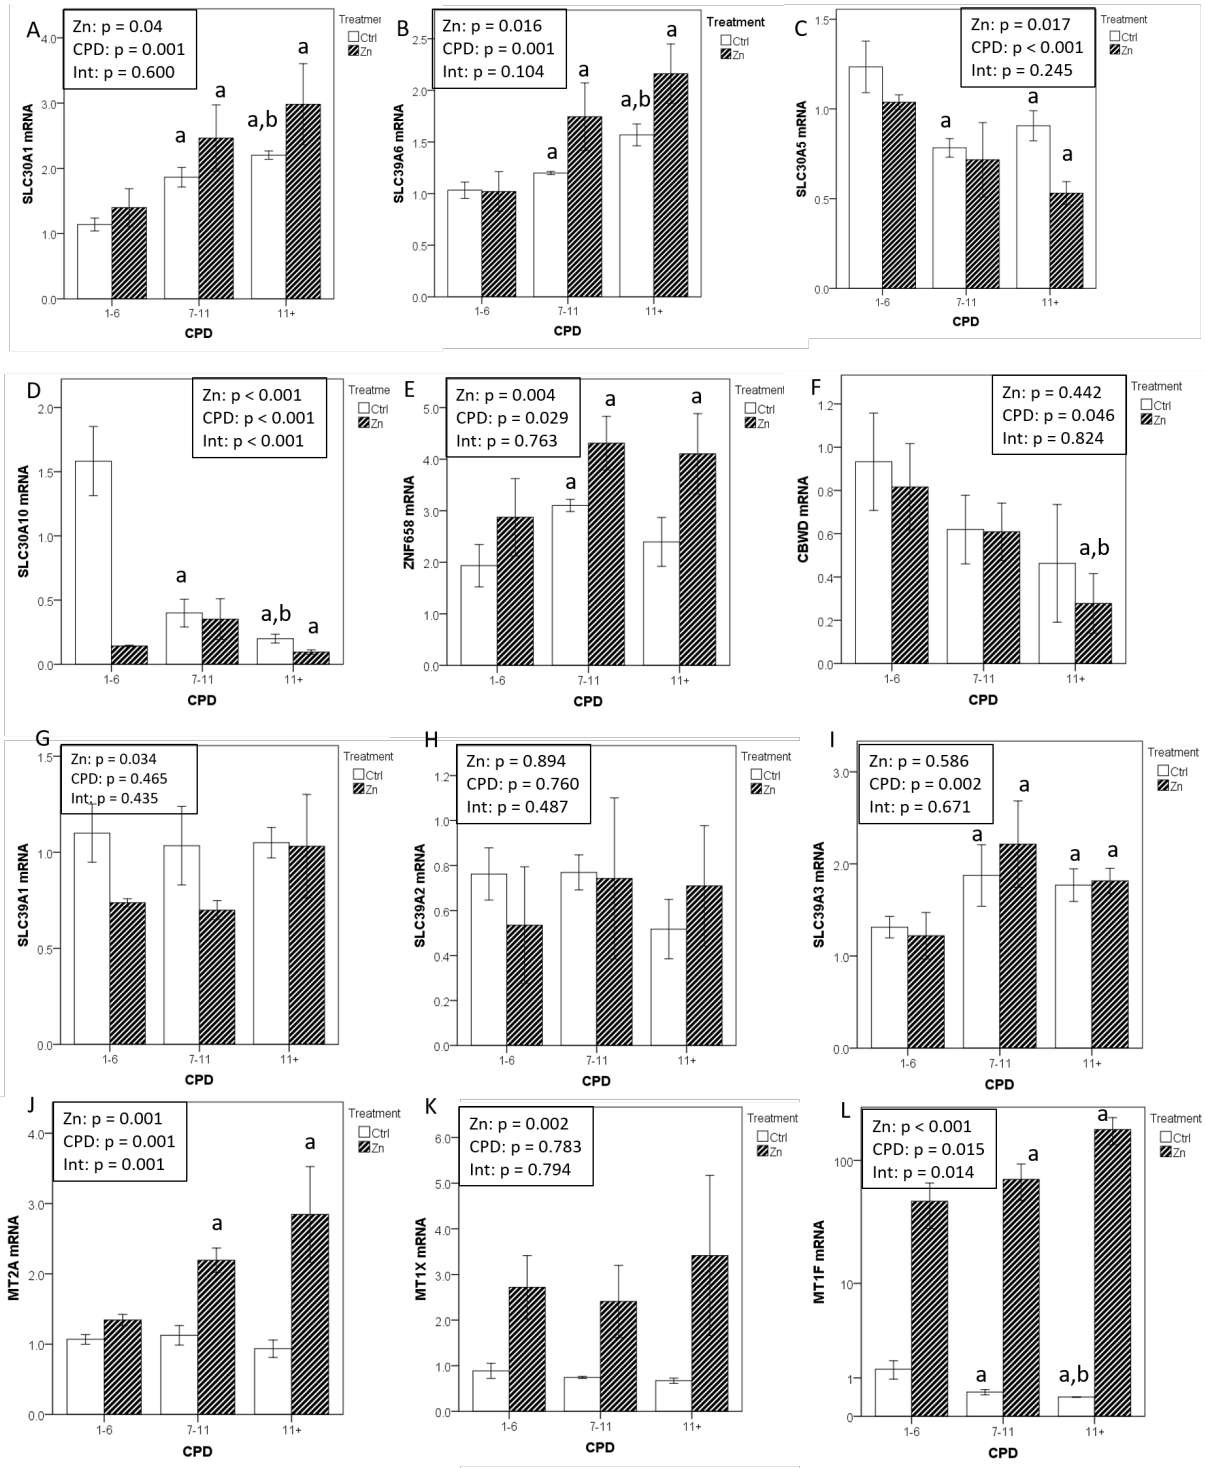 A
Zn: p = 0.04
CPD: p = 0.001
Int: p = 0.600
Treatmer
Ctrl
Zn
SLC30A1 mRNA
4.0
3.0
2.0
1.0
0.0
a
a,b
a
a
1-6
7-11
11+
CPD
B
Zn: p = 0.016
CPD: p = 0.001
Int: p = 0.104
Treatment
Ctrl
Zn
SLC39A6 mRNA
2.5
2.0
1.5
1.0
0.5
0.0
a
a
a,b
a
1-6
7-11
11+
CPD
C
Zn: p = 0.017
CPD: p < 0.001
Int: p = 0.245
Treatment
Ctrl
Zn
SLC30A5 mRNA
1.5
1.0
0.5
0.0
a
a
a
1-6
7-11
11+
CPD
D
Zn: p < 0.001
CPD: p < 0.001
Int: p < 0.001
Treatme
Ctrl
Zn
SLC30A10 mRNA
2.0
1.5
1.0
0.5
0.0
a
a,b
a
1-6
7-11
11+
CPD
E
Zn: p = 0.004
CPD: p = 0.029
Int: p = 0.763
Treatment
Ctrl
Zn
ZNF658 mRNA
5.0
4.0
3.0
2.0
1.0
0.0
a
a
a
1-6
7-11
11+
CPD
F
Zn: p = 0.442
CPD: p = 0.046
Int: p = 0.824
Treatment
Ctrl
Zn
CBWD mRNA
1.2
1.0
0.8
0.6
0.4
0.2
0.0
a,b
1-6
7-11
11+
CPD
G
Zn: p = 0.034
CPD: p = 0.465
Int: p = 0.435
Treatment
Ctrl
Zn
SLC39A1 mRNA
1.5
1.0
0.5
0.0
1-6
7-11
11+
CPD
H
Zn: p = 0.894
CPD: p = 0.760
Int: p = 0.487
Treatment
Ctrl
Zn
SLC39A2 mRNA
1.2
1.0
0.8
0.6
0.4
0.2
0.0
1-6
7-11
11+
CPD
I
Zn: p = 0.586
CPD: p = 0.002
Int: p = 0.671
Treatment
Ctrl
Zn
SLC39A3 mRNA
3.0
2.0
1.0
0.0
a
a
a
a
1-6
7-11
11+
CPD
J
Zn: p = 0.001
CPD: p = 0.001
Int: p = 0.001
Treatment
Ctrl
Zn
MT2A mRNA
4.0
3.0
2.0
1.0
0.0
a
a
1-6
7-11
11+
CPD
K
Zn: p = 0.002
CPD: p = 0.783
Int: p = 0.794
Treatment
Ctrl
Zn
MT1X mRNA
6.0
5.0
4.0
3.0
2.0
1.0
0.0
1-6
7-11
11+
CPD
L
Zn: p < 0.001
CPD: p = 0.015
Int: p = 0.014
Treatment
Ctrl
Zn
MT1F mRNA
100
10
1
0
a
a
a
a,b
1-6
7-11
11+
CPD